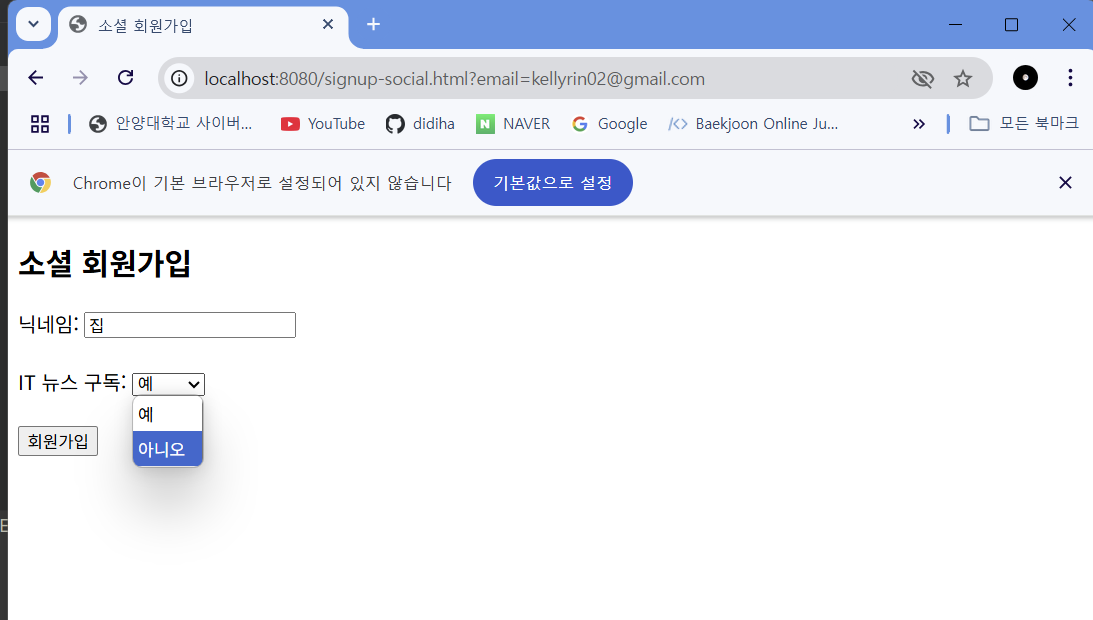 소셜 회원가입
localhost:8080/signup-social.html?email=kellyrin02@gmail.com
안양대학교 사이버... YouTube didiha NAVER Google Baekjoon Online Ju... 모든 북마크
Chrome이 기본 브라우저로 설정되어 있지 않습니다 기본값으로 설정
소셜 회원가입
닉네임: 집
IT 뉴스 구독: 예
예
아니오
회원가입